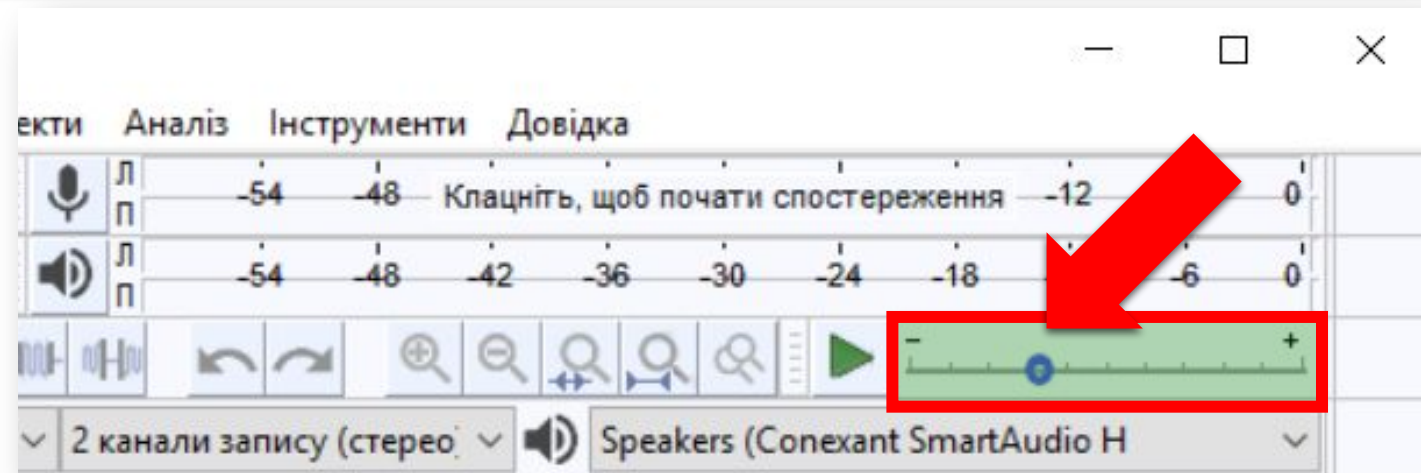 екти Аналіз Інструменти Довідка
Л
П
-54 -48 Клацніть, щоб почати спостереження -12 0
Л
П
-54 -48 -42 -36 -30 -24 -18 -6 0
- +
2 канали запису (стерео) Speakers (Conexant SmartAudio H